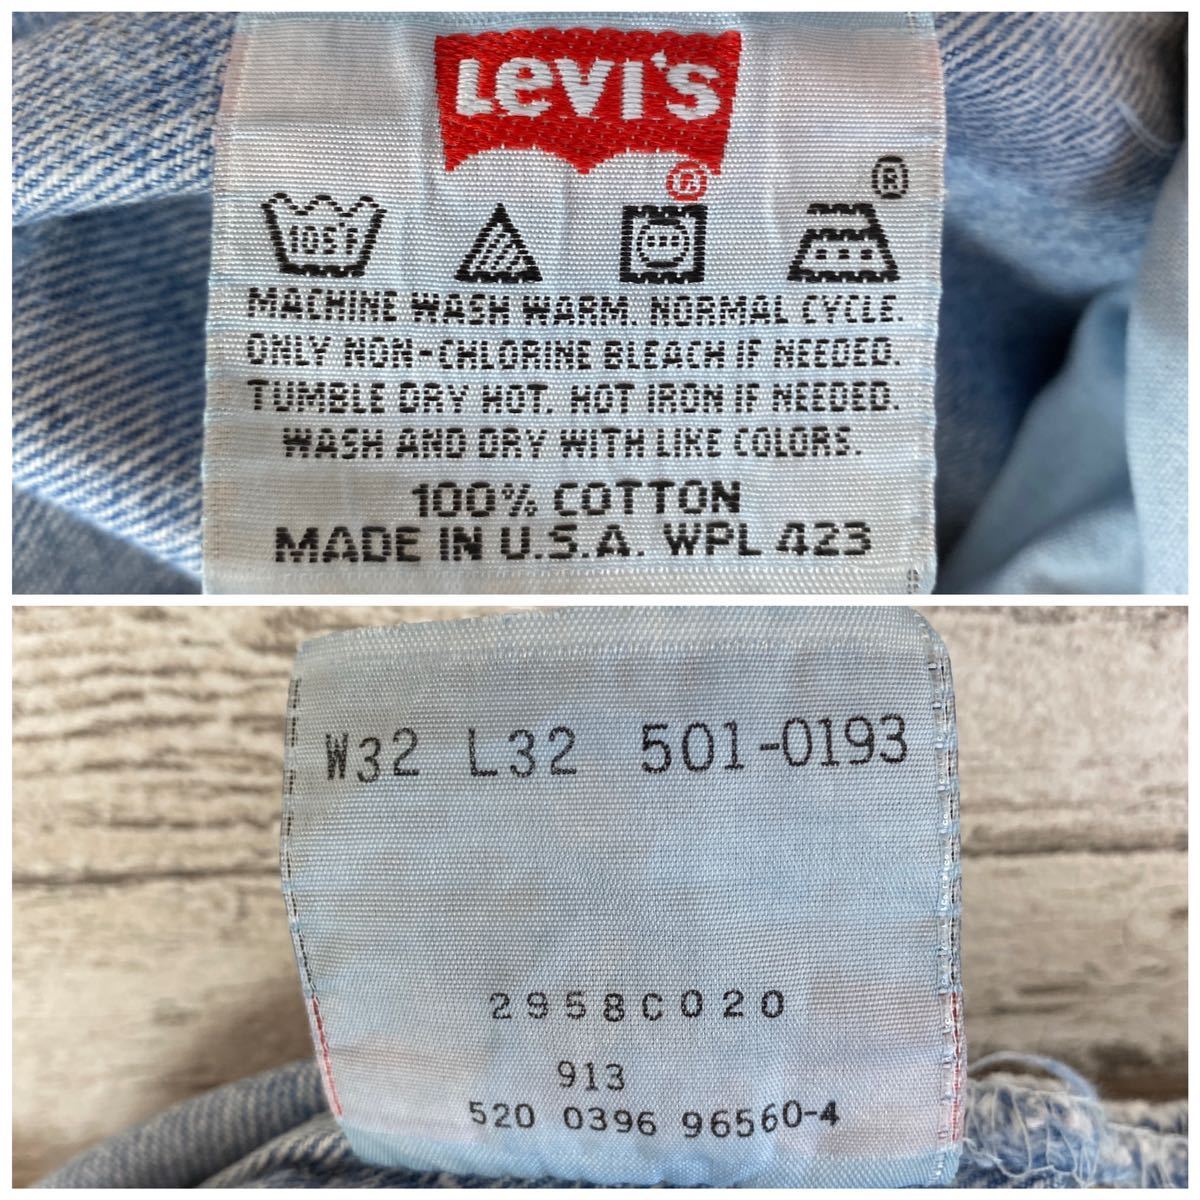 Levi's
®
®
105°F
MACHINE WASH WARM. NORMAL CYCLE.
ONLY NON-CHLORINE BLEACH IF NEEDED.
TUMBLE DRY HOT. HOT IRON IF NEEDED.
WASH AND DRY WITH LIKE COLORS.
100% COTTON
MADE IN U.S.A. WPL 423
W32 L32 501-0193
2958C020
913
520 0396 96560-4